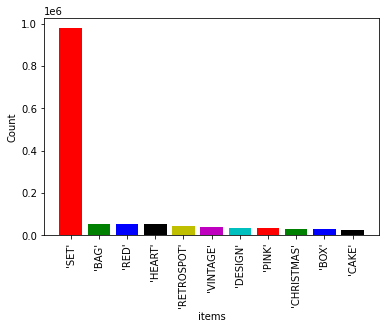 1e6
1.0
0.8
0.6
0.4
0.2
0.0
Count
'SET'
'BAG'
'RED'
'HEART'
'RETROSPOT'
'VINTAGE'
'DESIGN'
'PINK'
'CHRISTMAS'
'BOX'
'CAKE'
items